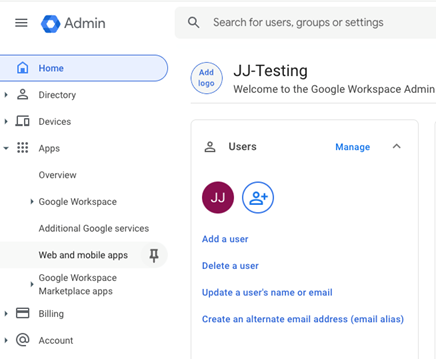 Admin
Search for users, groups or settings
Home
Directory
Devices
Apps
Overview
Google Workspace
Additional Google services
Web and mobile apps
Google Workspace
Marketplace apps
Billing
Account
Add
logo
JJ-Testing
Welcome to the Google Workspace Admin
Users
Manage
JJ
Add a user
Delete a user
Update a user's name or email
Create an alternate email address (email alias)